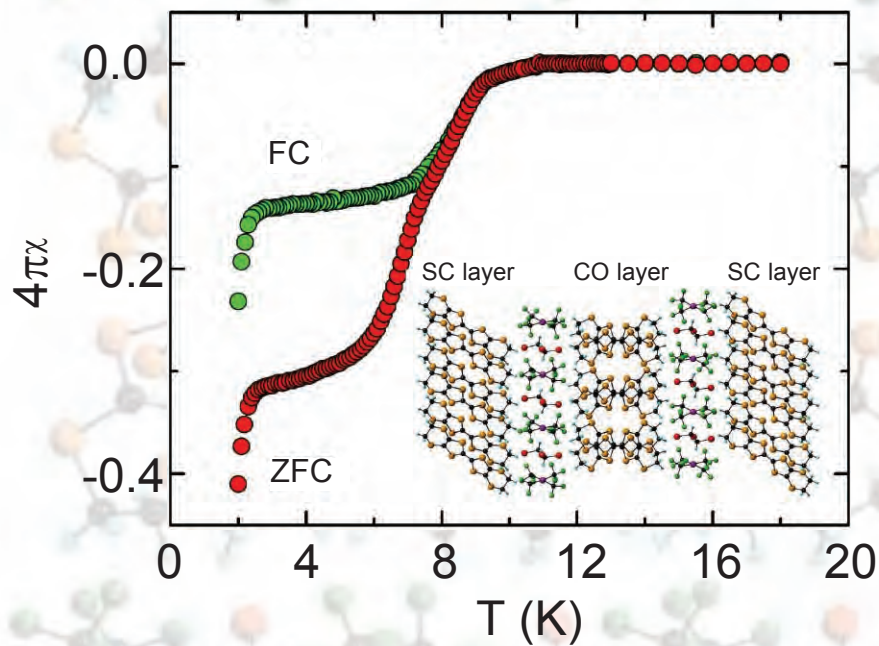 0.0
-0.2
-0.4
4πχ
FC
ZFC
SC layer CO layer SC layer
0 4 8 12 16 20
T (K)